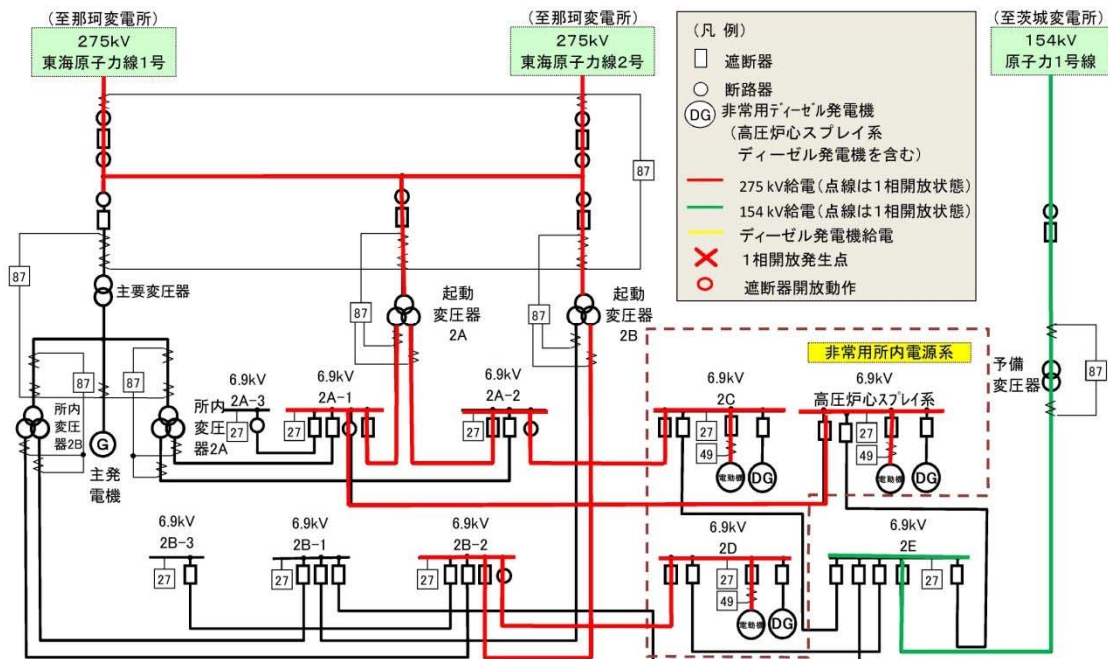 (至那珂変電所)
275kV
東海原子力線1号
(至那珂変電所)
275kV
東海原子力線2号
(凡 例)
遮断器
断路器
DG
非常用ディーゼル発電機
(高圧炉心スプレイ系
ディーゼル発電機を含む)
275 kV給電(点線は1相開放状態)
154 kV給電(点線は1相開放状態)
ディーゼル発電機給電
1相開放発生点
遮断器開放動作
(至茨城変電所)
154kV
原子力1号線
87
87
主要変圧器
87
起動
変圧器
2A
87
起動
変圧器
2B
非常用所内電源系
予備
変圧器
87
所内
変圧
器2B
87
G
主発
電機
87
所内
変圧
器2A
6.9kV
2A-3
27
6.9kV
2A-1
27
6.9kV
2A-2
27
6.9kV
2C
27
49
電動機
DG
6.9kV
高圧炉心スプレイ系
27
49
電動機
DG
6.9kV
2B-3
27
6.9kV
2B-1
27
6.9kV
2B-2
27
6.9kV
2D
27
49
電動機
DG
6.9kV
2E
27